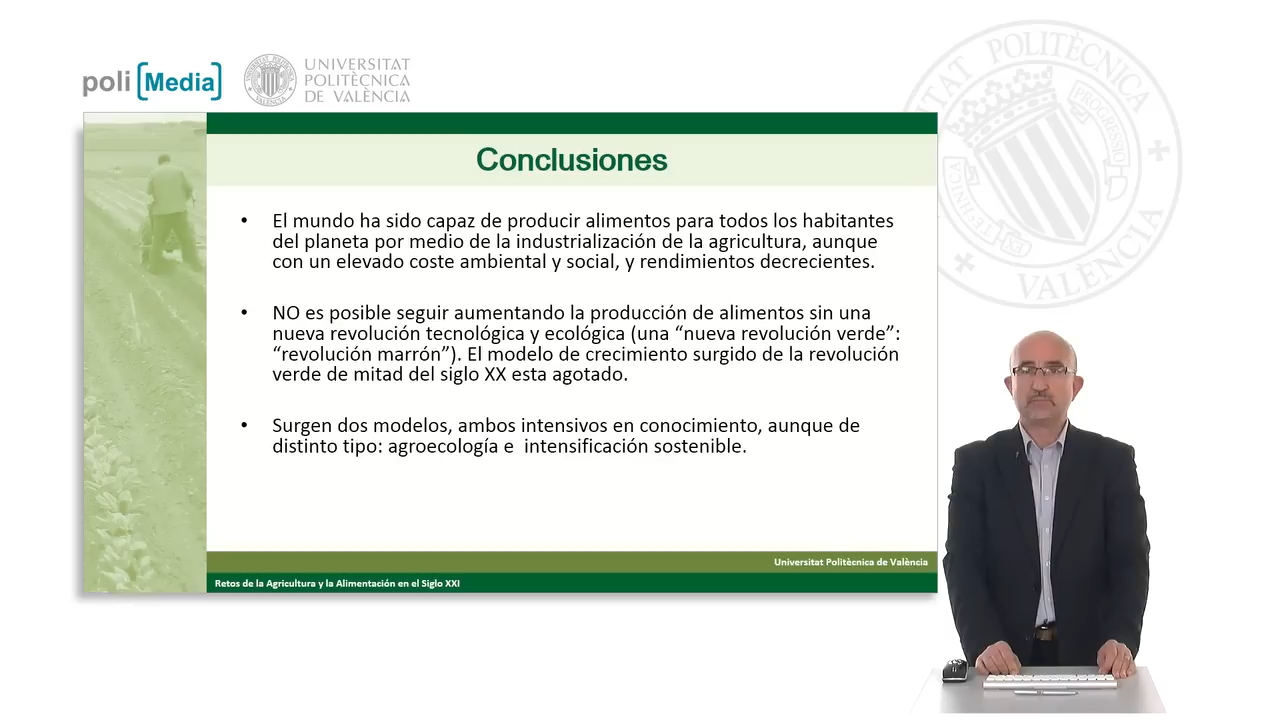 poli [Media]
UNIVERSITAT
POLITÈCNICA
DE VALÈNCIA
Conclusiones
• El mundo ha sido capaz de producir alimentos para todos los habitantes
del planeta por medio de la industrialización de la agricultura, aunque
con un elevado coste ambiental y social, y rendimientos decrecientes.
• NO es posible seguir aumentando la producción de alimentos sin una
nueva revolución tecnológica y ecológica (una “nueva revolución verde”:
“revolución marrón”). El modelo de crecimiento surgido de la revolución
verde de mitad del siglo XX esta agotado.
• Surgen dos modelos, ambos intensivos en conocimiento, aunque de
distinto tipo: agroecología e  intensificación sostenible.
Universitat Politècnica de València
Retos de la Agricultura y la Alimentación en el Siglo XXI
POLITÈCNICA
VALÈNCIA